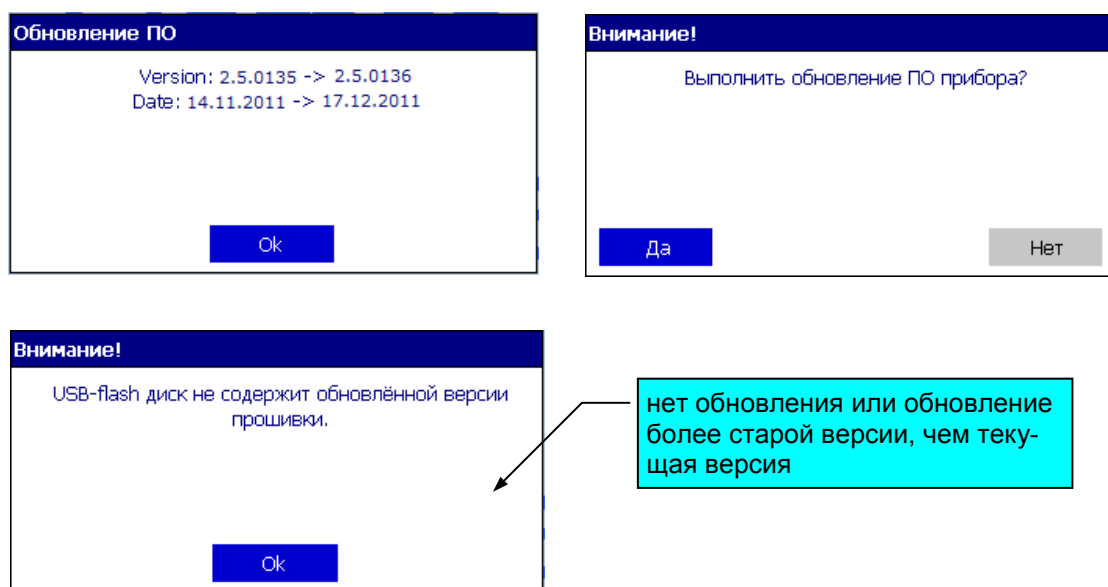 Обновление ПО
Version: 2.5.0135 -> 2.5.0136
Date: 14.11.2011 -> 17.12.2011
Ok
Внимание!
Выполнить обновление ПО прибора?
Да
Нет
Внимание!
USB-flash диск не содержит обновлённой версии
прошивки.
Ok
нет обновления или обновление
более старой версии, чем теку-
щая версия